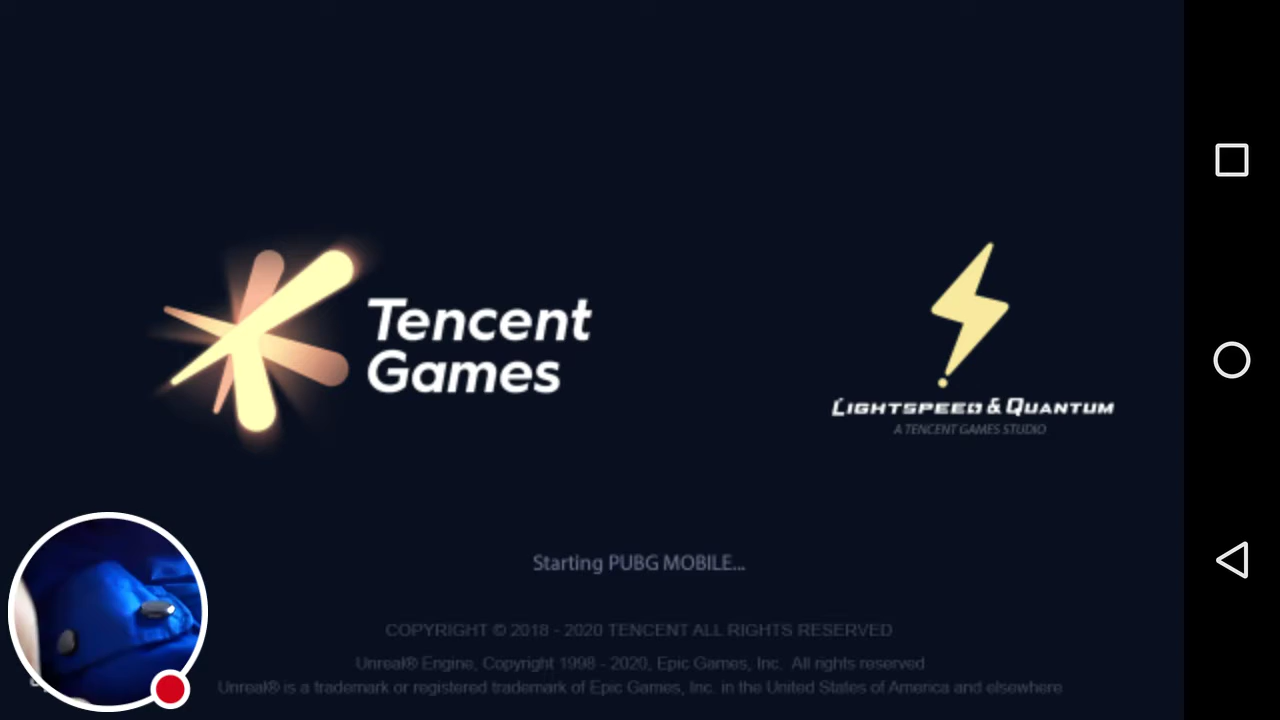 Tencent
Games
LIGHTSPEED & QUANTUM
A TENCENT GAMES STUDIO
Starting PUBG MOBILE...
COPYRIGHT © 2018 - 2020 TENCENT ALL RIGHTS RESERVED
Unreal® Engine, Copyright 1998 - 2020, Epic Games, Inc. All rights reserved
Unreal® is a trademark or registered trademark of Epic Games, Inc. in the United States of America and elsewhere